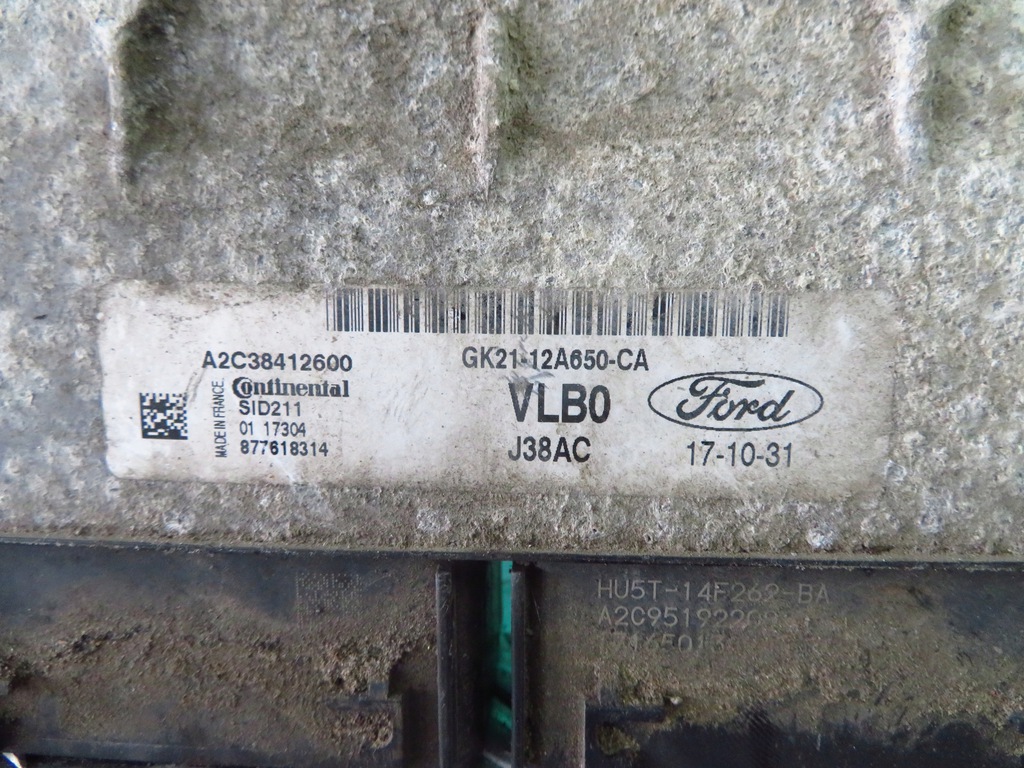 A2C38412600
MADE IN FRANCE
Continental
SID211
01 17304
877618314
GK21-12A650-CA
VLB0
J38AC
Ford
17-10-31
HU5T-14F262-BA